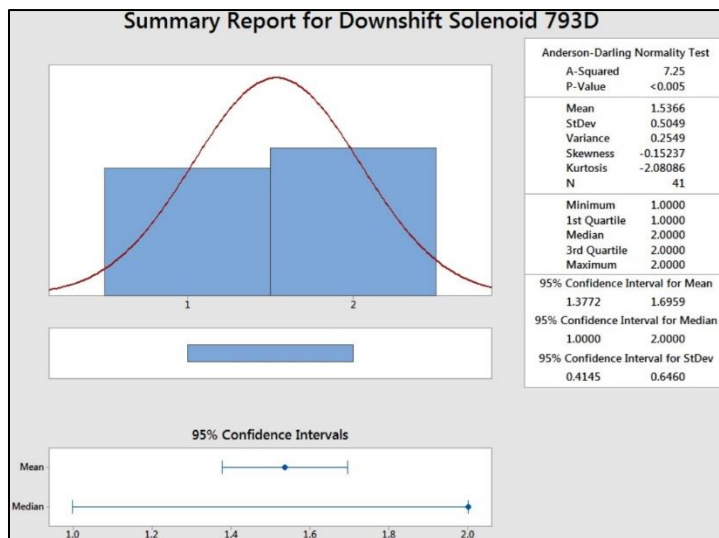 Summary Report for Downshift Solenoid 793D
1
2
95% Confidence Intervals
Mean
Median
1.0 1.2 1.4 1.6 1.8 2.0
Anderson-Darling Normality Test
A-Squared 7.25
P-Value <0.005
Mean 1.5366
StDev 0.5049
Variance 0.2549
Skewness -0.15237
Kurtosis -2.08086
N 41
Minimum 1.0000
1st Quartile 1.0000
Median 2.0000
3rd Quartile 2.0000
Maximum 2.0000
95% Confidence Interval for Mean
1.3772 1.6959
95% Confidence Interval for Median
1.0000 2.0000
95% Confidence Interval for StDev
0.4145 0.6460